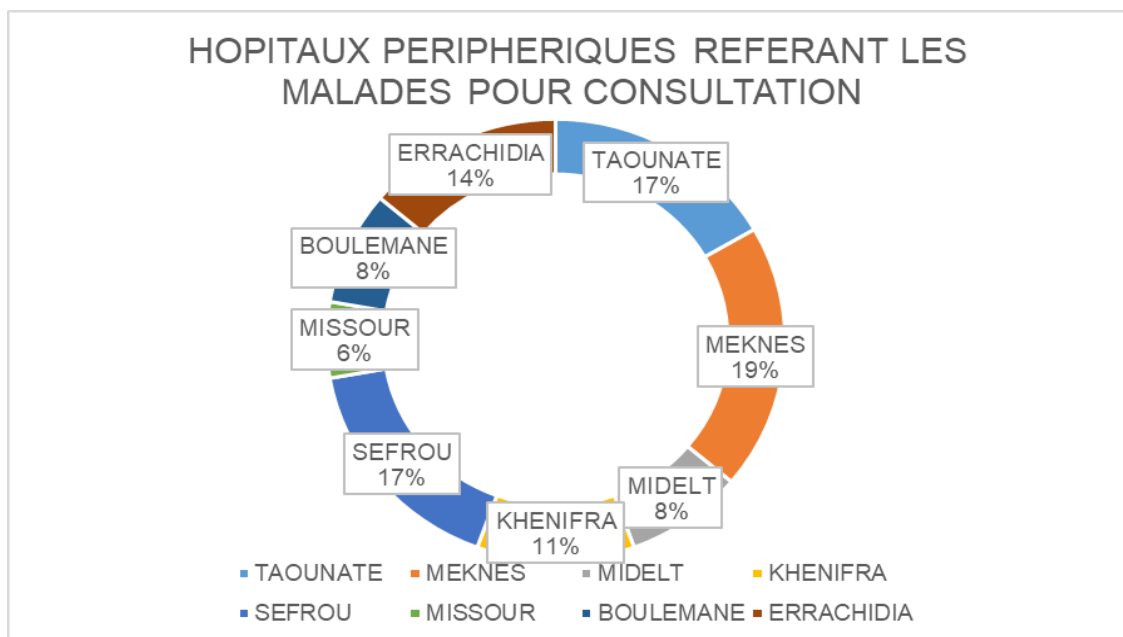 HOPITAUX PERIPHERIQUES REFERANT LES
MALADES POUR CONSULTATION
ERRACHIDIA
14%
TAOUNATE
17%
BOULEMANE
8%
MISSOUR
6%
MEKNES
19%
SEFROU
17%
MIDELT
8%
KHENIFRA
11%
TAOUNATE MEKNES MIDELT KHENIFRA
SEFROU MISSOUR BOULEMANE ERRACHIDIA